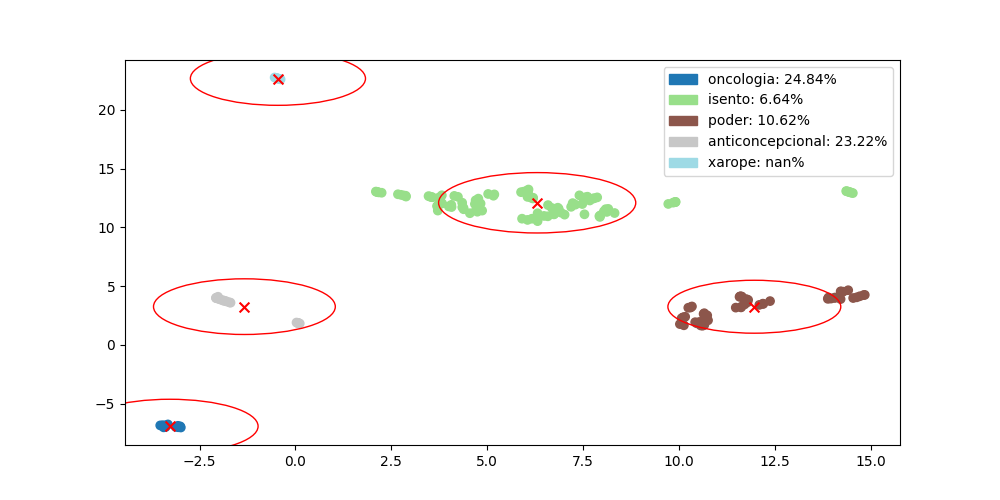 oncologia: 24.84%
isento: 6.64%
poder: 10.62%
anticoncepcional: 23.22%
xarope: nan%
20
15
10
5
0
−5
−2.5 0.0 2.5 5.0 7.5 10.0 12.5 15.0